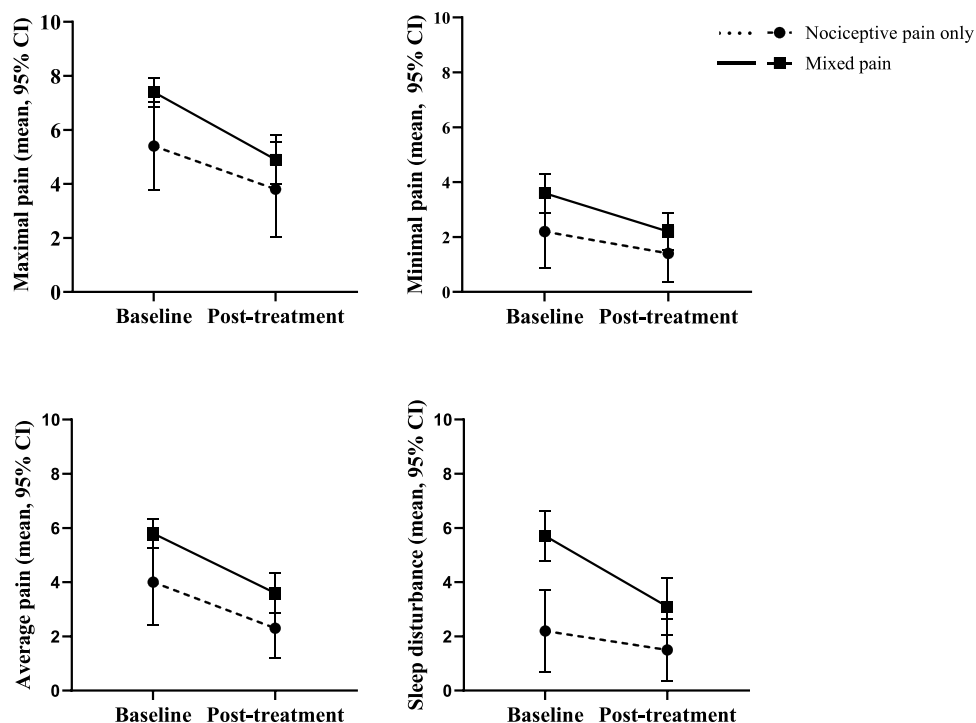 Maximal pain (mean, 95% CI)
10
8
6
4
2
0
Baseline Post-treatment
Minimal pain (mean, 95% CI)
10
8
6
4
2
0
Baseline Post-treatment
Nociceptive pain only
Mixed pain
Average pain (mean, 95% CI)
10
8
6
4
2
0
Baseline Post-treatment
Sleep disturbance (mean, 95% CI)
10
8
6
4
2
0
Baseline Post-treatment